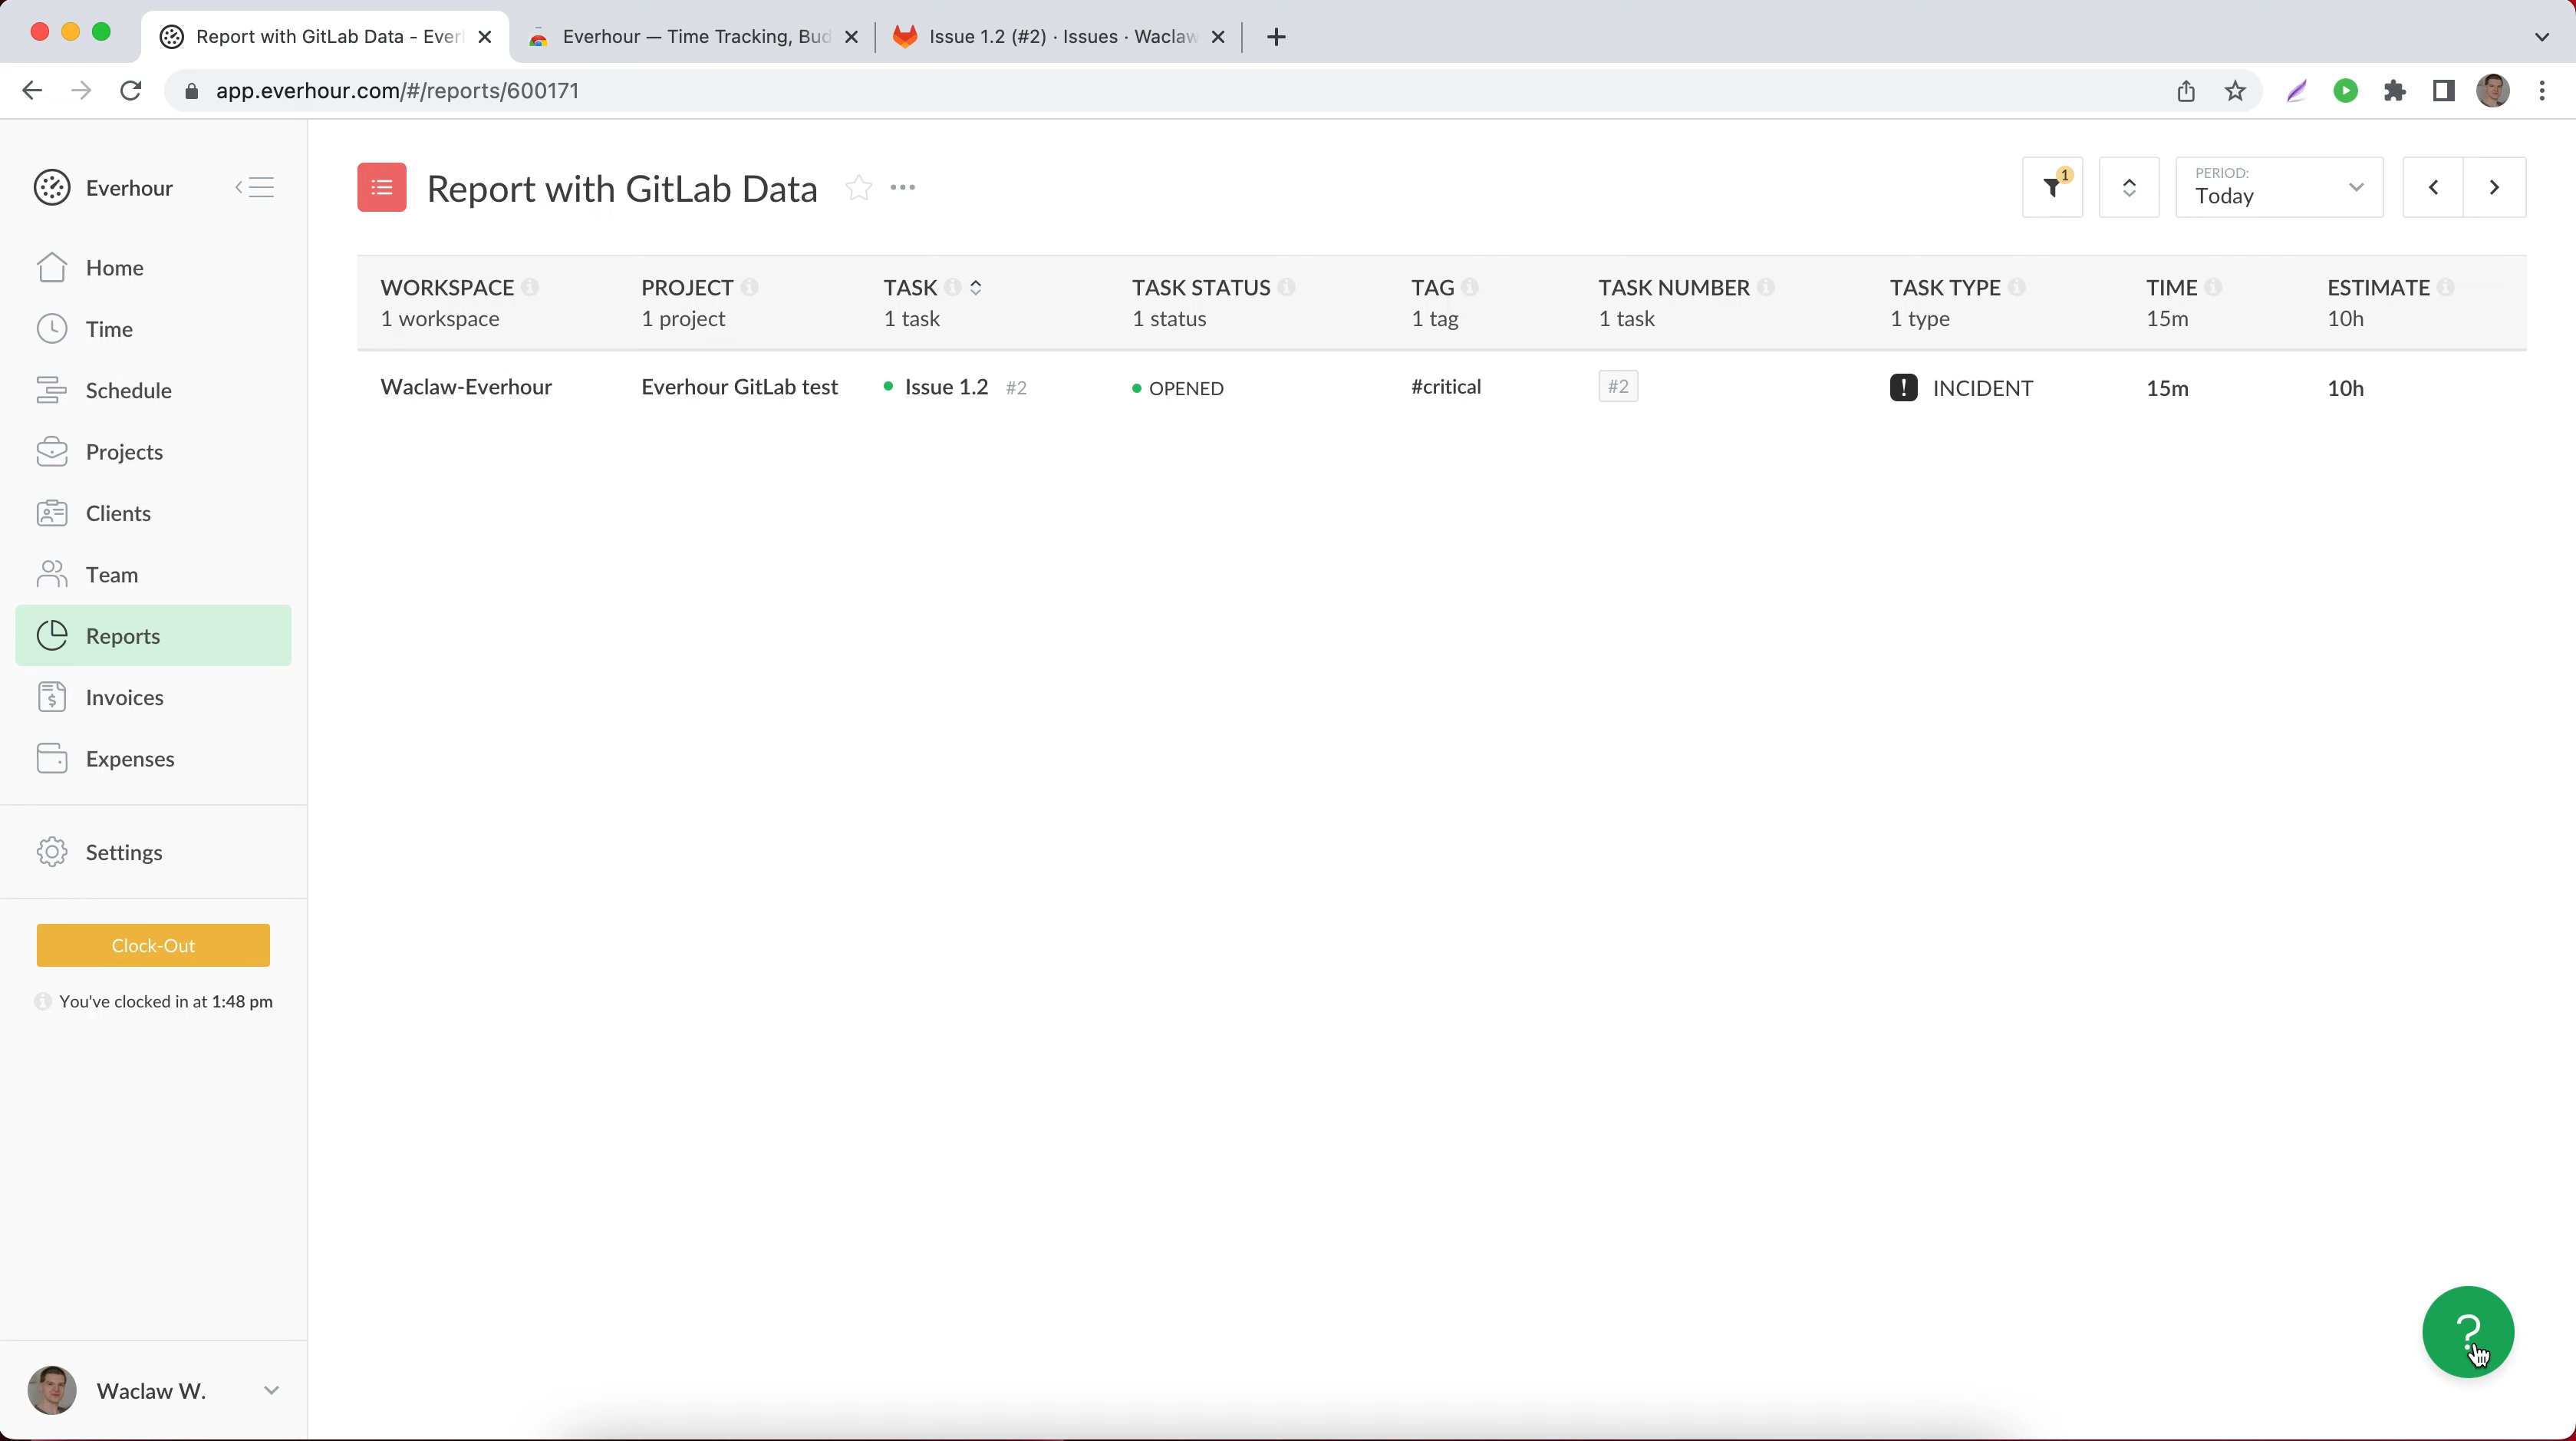 Report with GitLab Data - Ever
Everhour — Time Tracking, Bud
Issue 1.2 (#2) · Issues · Waclaw
app.everhour.com/#/reports/600171
Everhour
Home
Time
Schedule
Projects
Clients
Team
Reports
Invoices
Expenses
Settings
Clock-Out
You've clocked in at 1:48 pm
Waclaw W.
Report with GitLab Data
1
PERIOD:
Today
WORKSPACE PROJECT TASK TASK STATUS TAG TASK NUMBER TASK TYPE TIME ESTIMATE
1 workspace 1 project 1 task 1 status 1 tag 1 task 1 type 15m 10h
Waclaw-Everhour Everhour GitLab test Issue 1.2 #2 OPENED #critical #2 INCIDENT 15m 10h
?